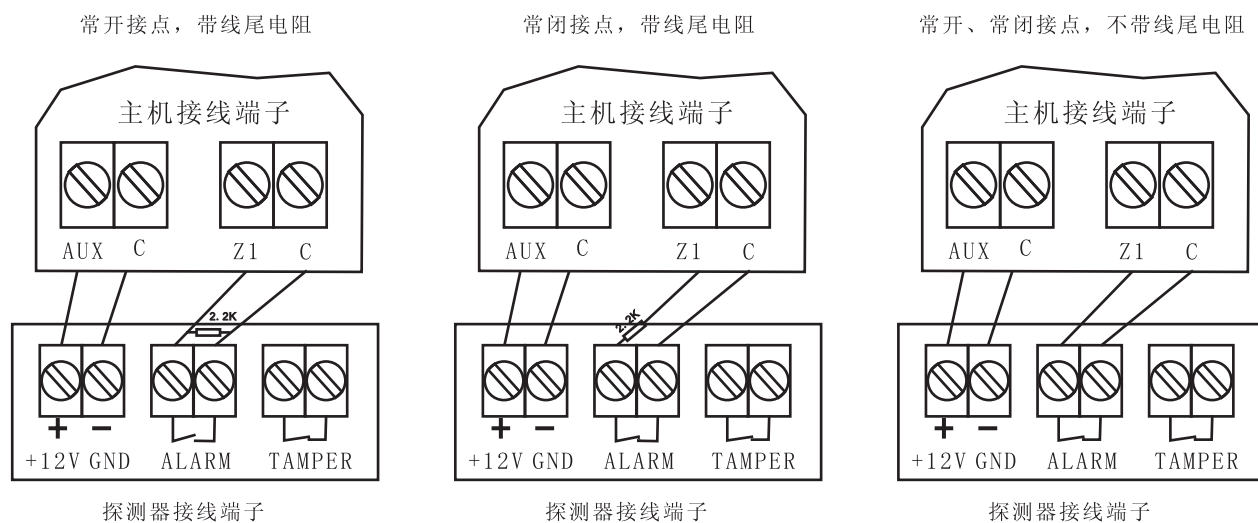 常开接点，带线尾电阻
主机接线端子
AUX C Z1 C
2.2K
+ −
+12V GND ALARM TAMPER
探测器接线端子
常闭接点，带线尾电阻
主机接线端子
AUX C Z1 C
2.2K
+ −
+12V GND ALARM TAMPER
探测器接线端子
常开、常闭接点，不带线尾电阻
主机接线端子
AUX C Z1 C
+ −
+12V GND ALARM TAMPER
探测器接线端子